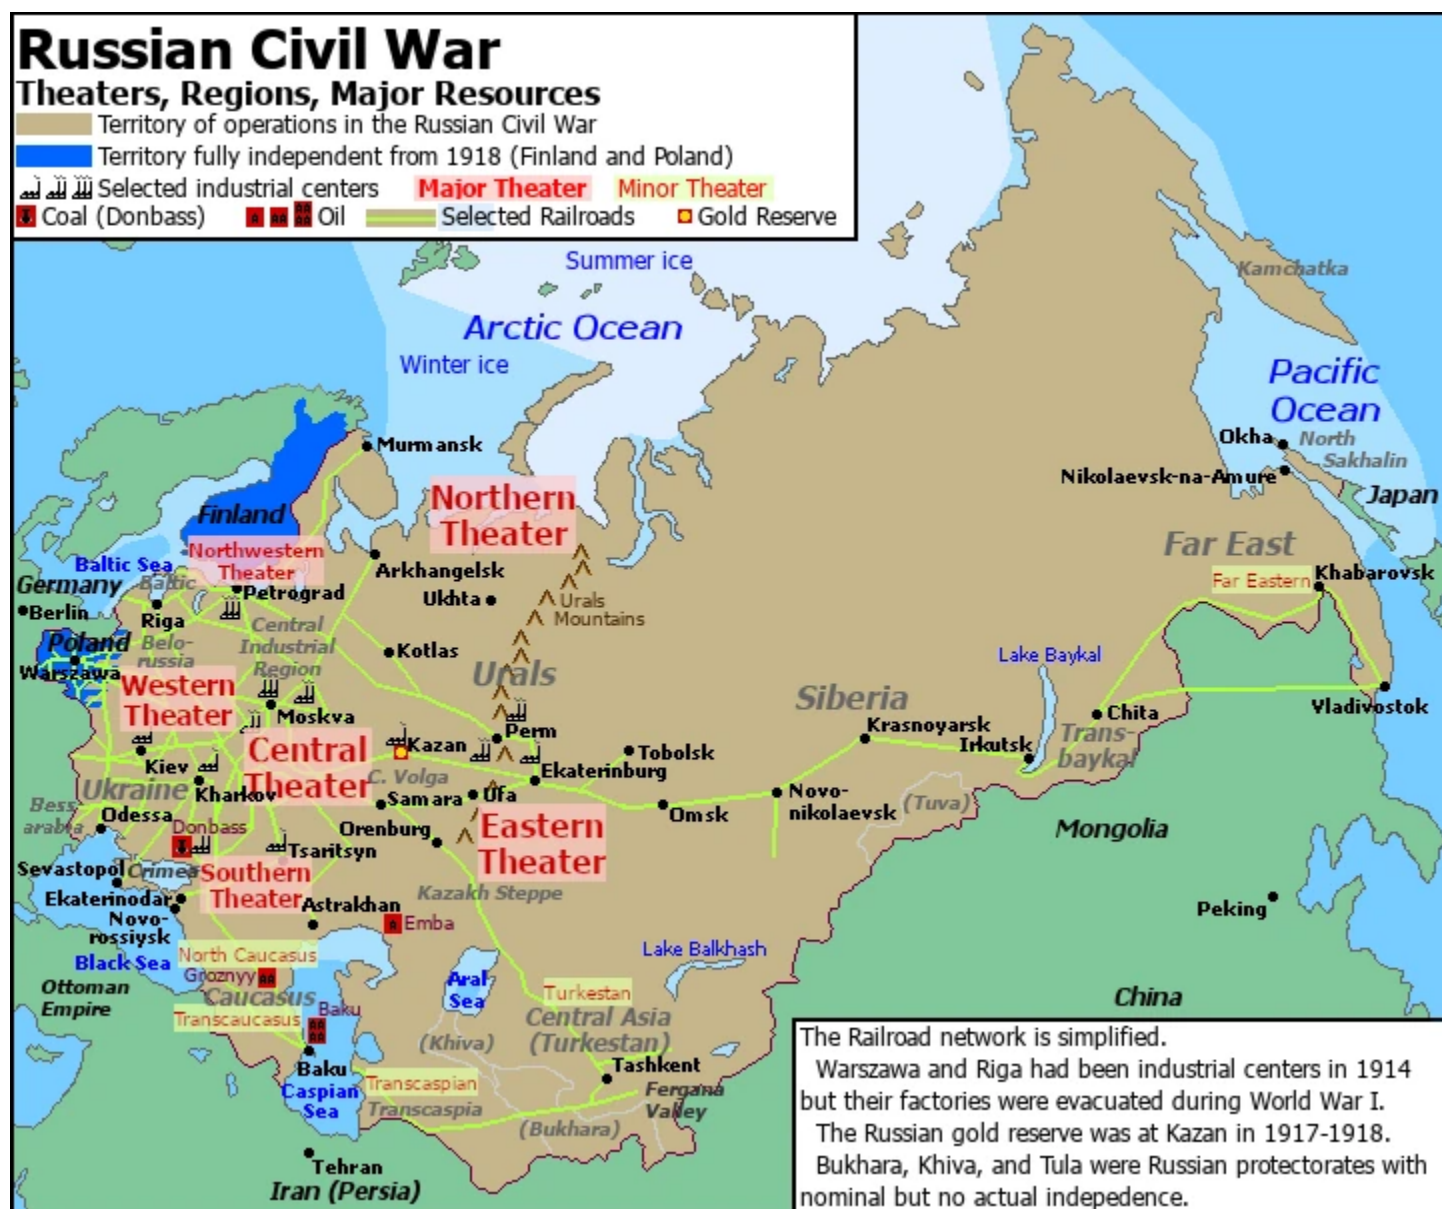 Russian Civil War
Theaters, Regions, Major Resources
Territory of operations in the Russian Civil War
Territory fully independent from 1918 (Finland and Poland)
Selected industrial centers Major Theater Minor Theater
Coal (Donbass) Oil Selected Railroads Gold Reserve
Summer ice
Kamchatka
Arctic Ocean
Winter ice
Pacific
Ocean
Murmansk
Okha
North
Sakhalin
Nikolaevsk-na-Amure
Japan
Northern
Theater
Finland
Northwestern
Theater
Baltic Sea
Baltic
Germany
Berlin
Petrograd
Arkhangelsk
Ukhta
Urals
Mountains
Far East
Far Eastern
Khabarovsk
Riga
Central
Industrial
Region
Poland
Belo-
russia
Kotlas
Warszawa
Western
Theater
Urals
Lake Baykal
Siberia
Moskva
Perm
Krasnoyarsk
Irkutsk
Chita
Trans-
baykal
Vladivostok
Central
Theater
Kazan
C. Volga
Tobolsk
Ekaterinburg
Kiev
Ukraine
Kharkov
Samara
Ufa
Omsk
Novo-
nikolaevsk
(Tuva)
Bess-
arabia
Odessa
Donbass
Orenburg
Eastern
Theater
Mongolia
Tsaritsyn
Sevastopol
Crimea
Southern
Theater
Kazakh Steppe
Ekaterinodar
Novo-
rossiysk
Astrakhan
Emba
Peking
Black Sea
North Caucasus
Groznyy
Caucasus
Lake Balkhash
Aral
Sea
Ottoman
Empire
Transcaucasus
Baku
Turkestan
Central Asia
(Turkestan)
China
(Khiva)
Baku
Caspian
Sea
Transcaspian
Transcaspia
Tashkent
Fergana
Valley
(Bukhara)
Tehran
Iran (Persia)
The Railroad network is simplified.
Warszawa and Riga had been industrial centers in 1914
but their factories were evacuated during World War I.
The Russian gold reserve was at Kazan in 1917-1918.
Bukhara, Khiva, and Tula were Russian protectorates with
nominal but no actual indepedence.